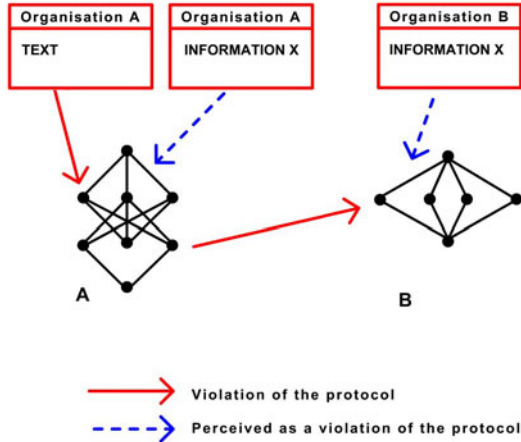 Organisation A
Organisation A
Organisation B
TEXT
INFORMATION X
INFORMATION X
A
B
Violation of the protocol
Perceived as a violation of the protocol